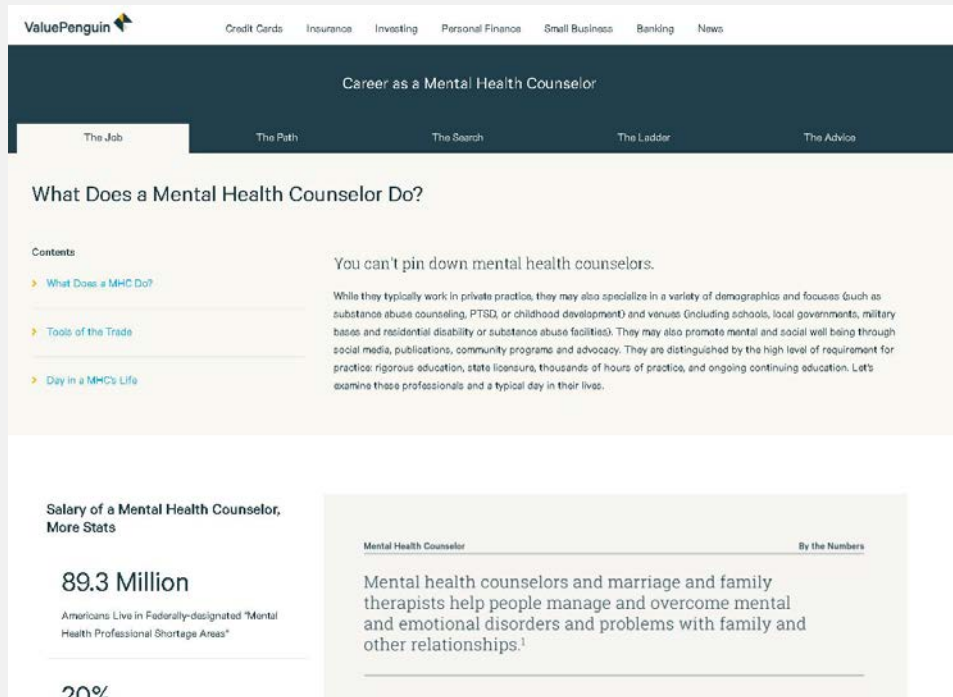 ValuePenguin
Credit Cards Insurance Investing Personal Finance Small Business Banking News
Career as a Mental Health Counselor
The Job The Path The Search The Ladder The Advice
What Does a Mental Health Counselor Do?
Contents
What Does a MHC Do?
Tools of the Trade
Day in a MHC's Life
You can't pin down mental health counselors.
While they typically work in private practice, they may also specialize in a variety of demographics and focuses (such as
substance abuse counseling, PTSD, or childhood development) and venues (including schools, local governments, military
bases and residential disability or substance abuse facilities). They may also promote mental and social well being through
social media, publications, community programs and advocacy. They are distinguished by the high level of requirement for
practice: rigorous education, state licensure, thousands of hours of practice, and ongoing continuing education. Let's
examine these professionals and a typical day in their lives.
Salary of a Mental Health Counselor,
More Stats
89.3 Million
Americans Live in Federally-designated "Mental
Health Professional Shortage Areas"
20%
Mental Health Counselor By the Numbers
Mental health counselors and marriage and family
therapists help people manage and overcome mental
and emotional disorders and problems with family and
other relationships.¹